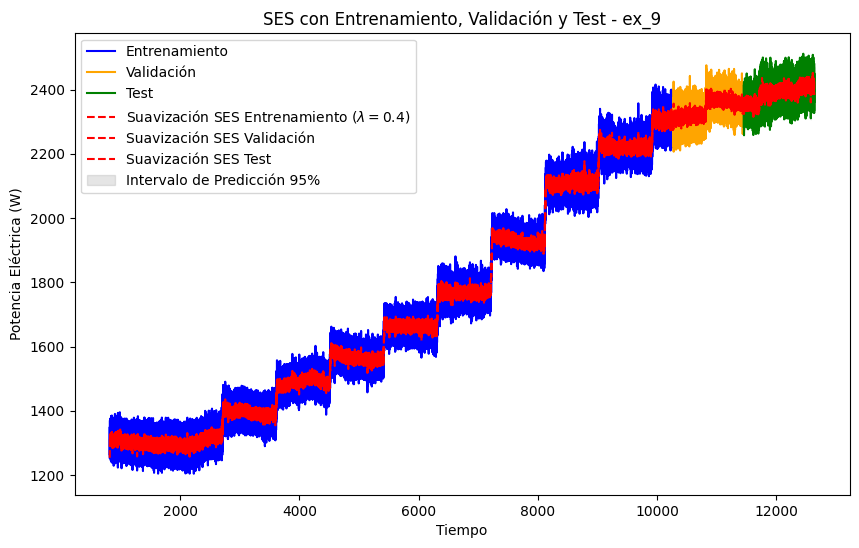 SES con Entrenamiento, Validación y Test - ex_9
Entrenamiento
Validación
Test
Suavización SES Entrenamiento (λ = 0.4)
Suavización SES Validación
Suavización SES Test
Intervalo de Predicción 95%
Potencia Eléctrica (W)
2400
2200
2000
1800
1600
1400
1200
2000
4000
6000
8000
10000
12000
Tiempo